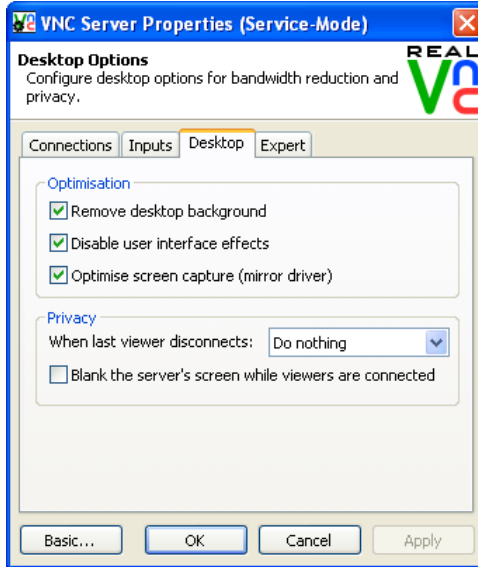 VNC Server Properties (Service-Mode)
Desktop Options
Configure desktop options for bandwidth reduction and
privacy.
REAL
VNC
Connections Inputs Desktop Expert
Optimisation
Remove desktop background
Disable user interface effects
Optimise screen capture (mirror driver)
Privacy
When last viewer disconnects: Do nothing
Blank the server's screen while viewers are connected
Basic... OK Cancel Apply